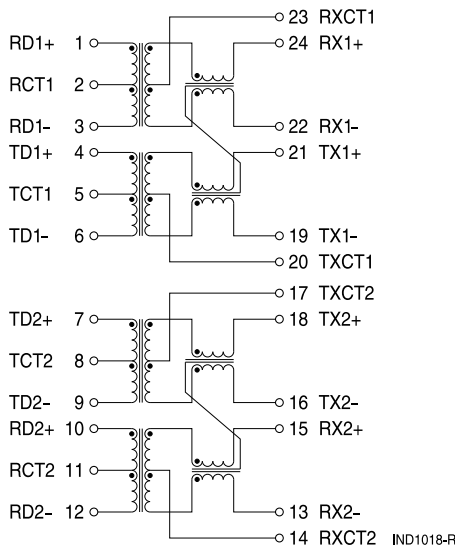 23 RXCT1
RD1+ 1 24 RX1+
RCT1 2
RD1- 3 22 RX1-
TD1+ 4 21 TX1+
TCT1 5
TD1- 6 19 TX1-
20 TXCT1
17 TXCT2
TD2+ 7 18 TX2+
TCT2 8
TD2- 9 16 TX2-
RD2+ 10 15 RX2+
RCT2 11
RD2- 12 13 RX2-
14 RXCT2 IND1018-R